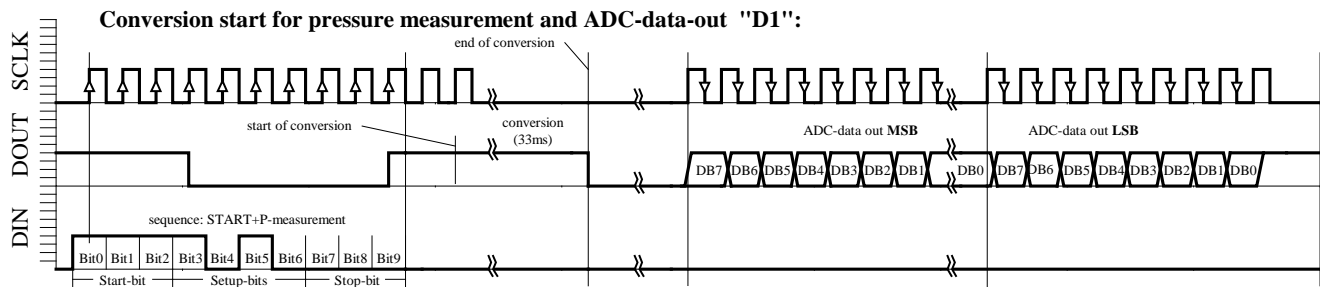 Conversion start for pressure measurement and ADC-data-out "D1":
end of conversion
SCLK
start of conversion
conversion
(33ms)
ADC-data out MSB
ADC-data out LSB
DOUT
DB7 DB6 DB5 DB4 DB3 DB2 DB1 DB0 DB7 DB6 DB5 DB4 DB3 DB2 DB1 DB0
sequence: START+P-measurement
DIN
Bit0 Bit1 Bit2 Bit3 Bit4 Bit5 Bit6 Bit7 Bit8 Bit9
Start-bit Setup-bits Stop-bit